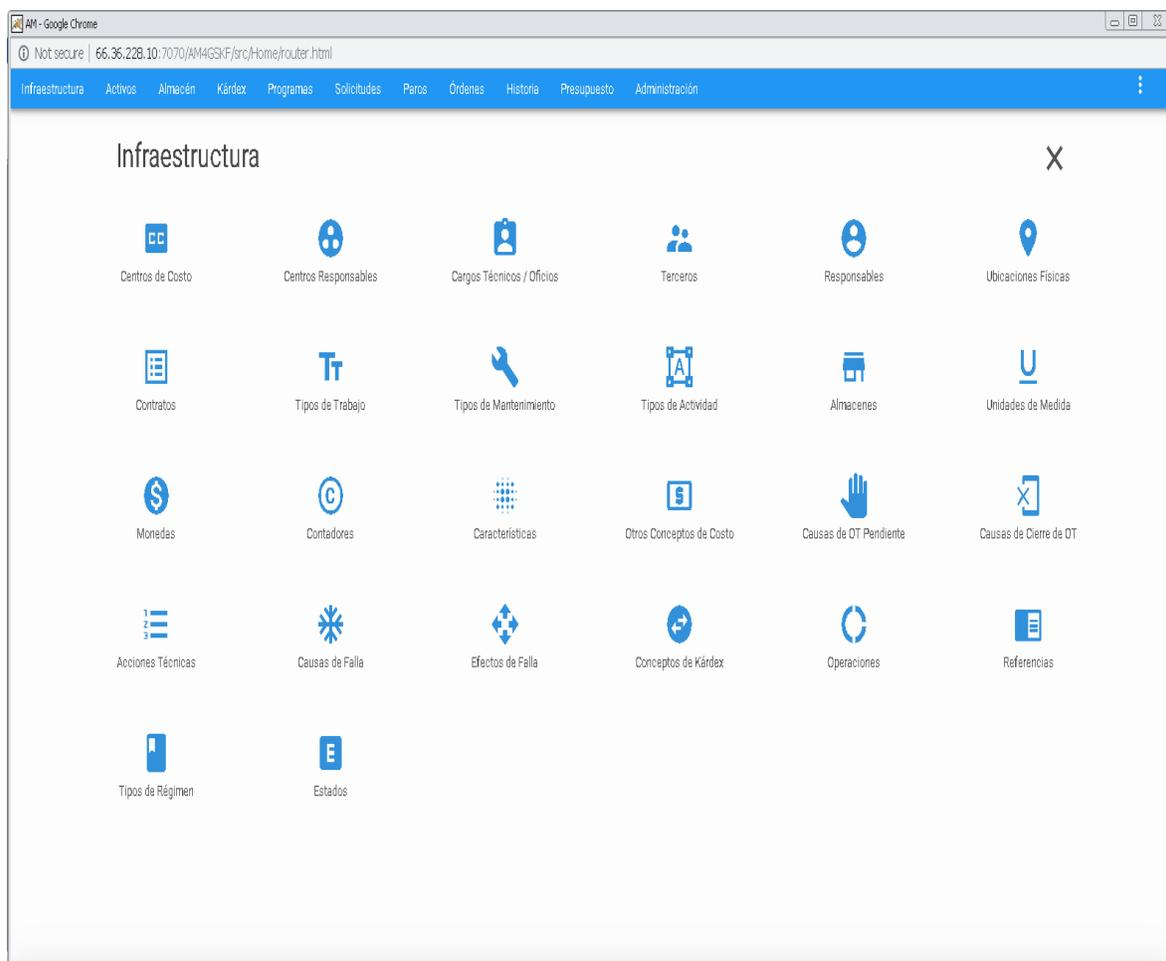 AM - Google Chrome
Not secure | 66.36.228.10:7070/AM4GSKF/src/Home/router.html
Infraestructura Activos Almacén Kárdex Programas Solicitudes Paros Órdenes Historia Presupuesto Administración
Infraestructura
Centros de Costo Centros Responsables Cargos Técnicos / Oficios Terceros Responsables Ubicaciones Físicas
Contratos Tipos de Trabajo Tipos de Mantenimiento Tipos de Actividad Almacenes Unidades de Medida
Monedas Contadores Características Otros Conceptos de Costo Causas de OT Pendiente Causas de Cierre de OT
Acciones Técnicas Causas de Falla Efectos de Falla Conceptos de Kárdex Operaciones Referencias
Tipos de Régimen Estados